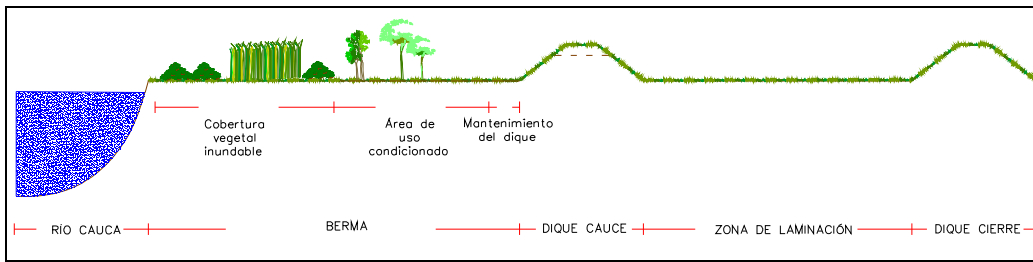 Cobertura
vegetal
inundable
Área de
uso
condicionado
Mantenimiento
del dique
RÍO CAUCA
BERMA
DIQUE CAUCE
ZONA DE LAMINACIÓN
DIQUE CIERRE